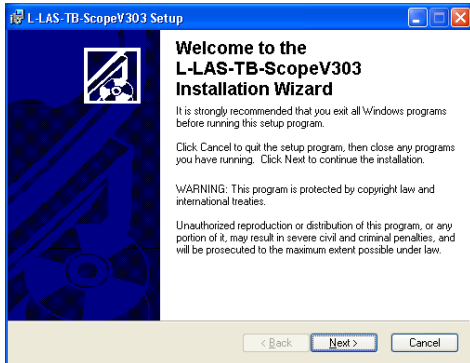 L-LAS-TB-ScopeV303 Setup
Welcome to the
L-LAS-TB-ScopeV303
Installation Wizard
It is strongly recommended that you exit all Windows programs
before running this setup program.
Click Cancel to quit the setup program, then close any programs
you have running. Click Next to continue the installation.
WARNING: This program is protected by copyright law and
international treaties.
Unauthorized reproduction or distribution of this program, or any
portion of it, may result in severe civil and criminal penalties, and
will be prosecuted to the maximum extent possible under law.
< Back Next > Cancel